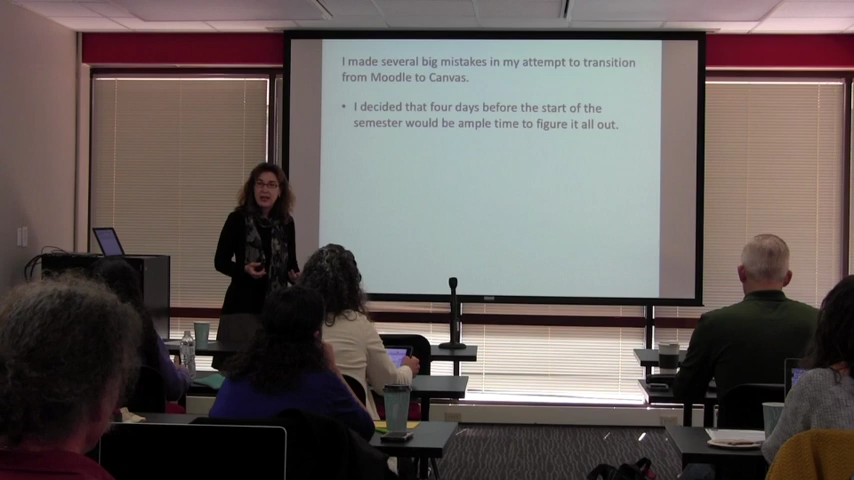 I made several big mistakes in my attempt to transition
from Moodle to Canvas.
• I decided that four days before the start of the
semester would be ample time to figure it all out.